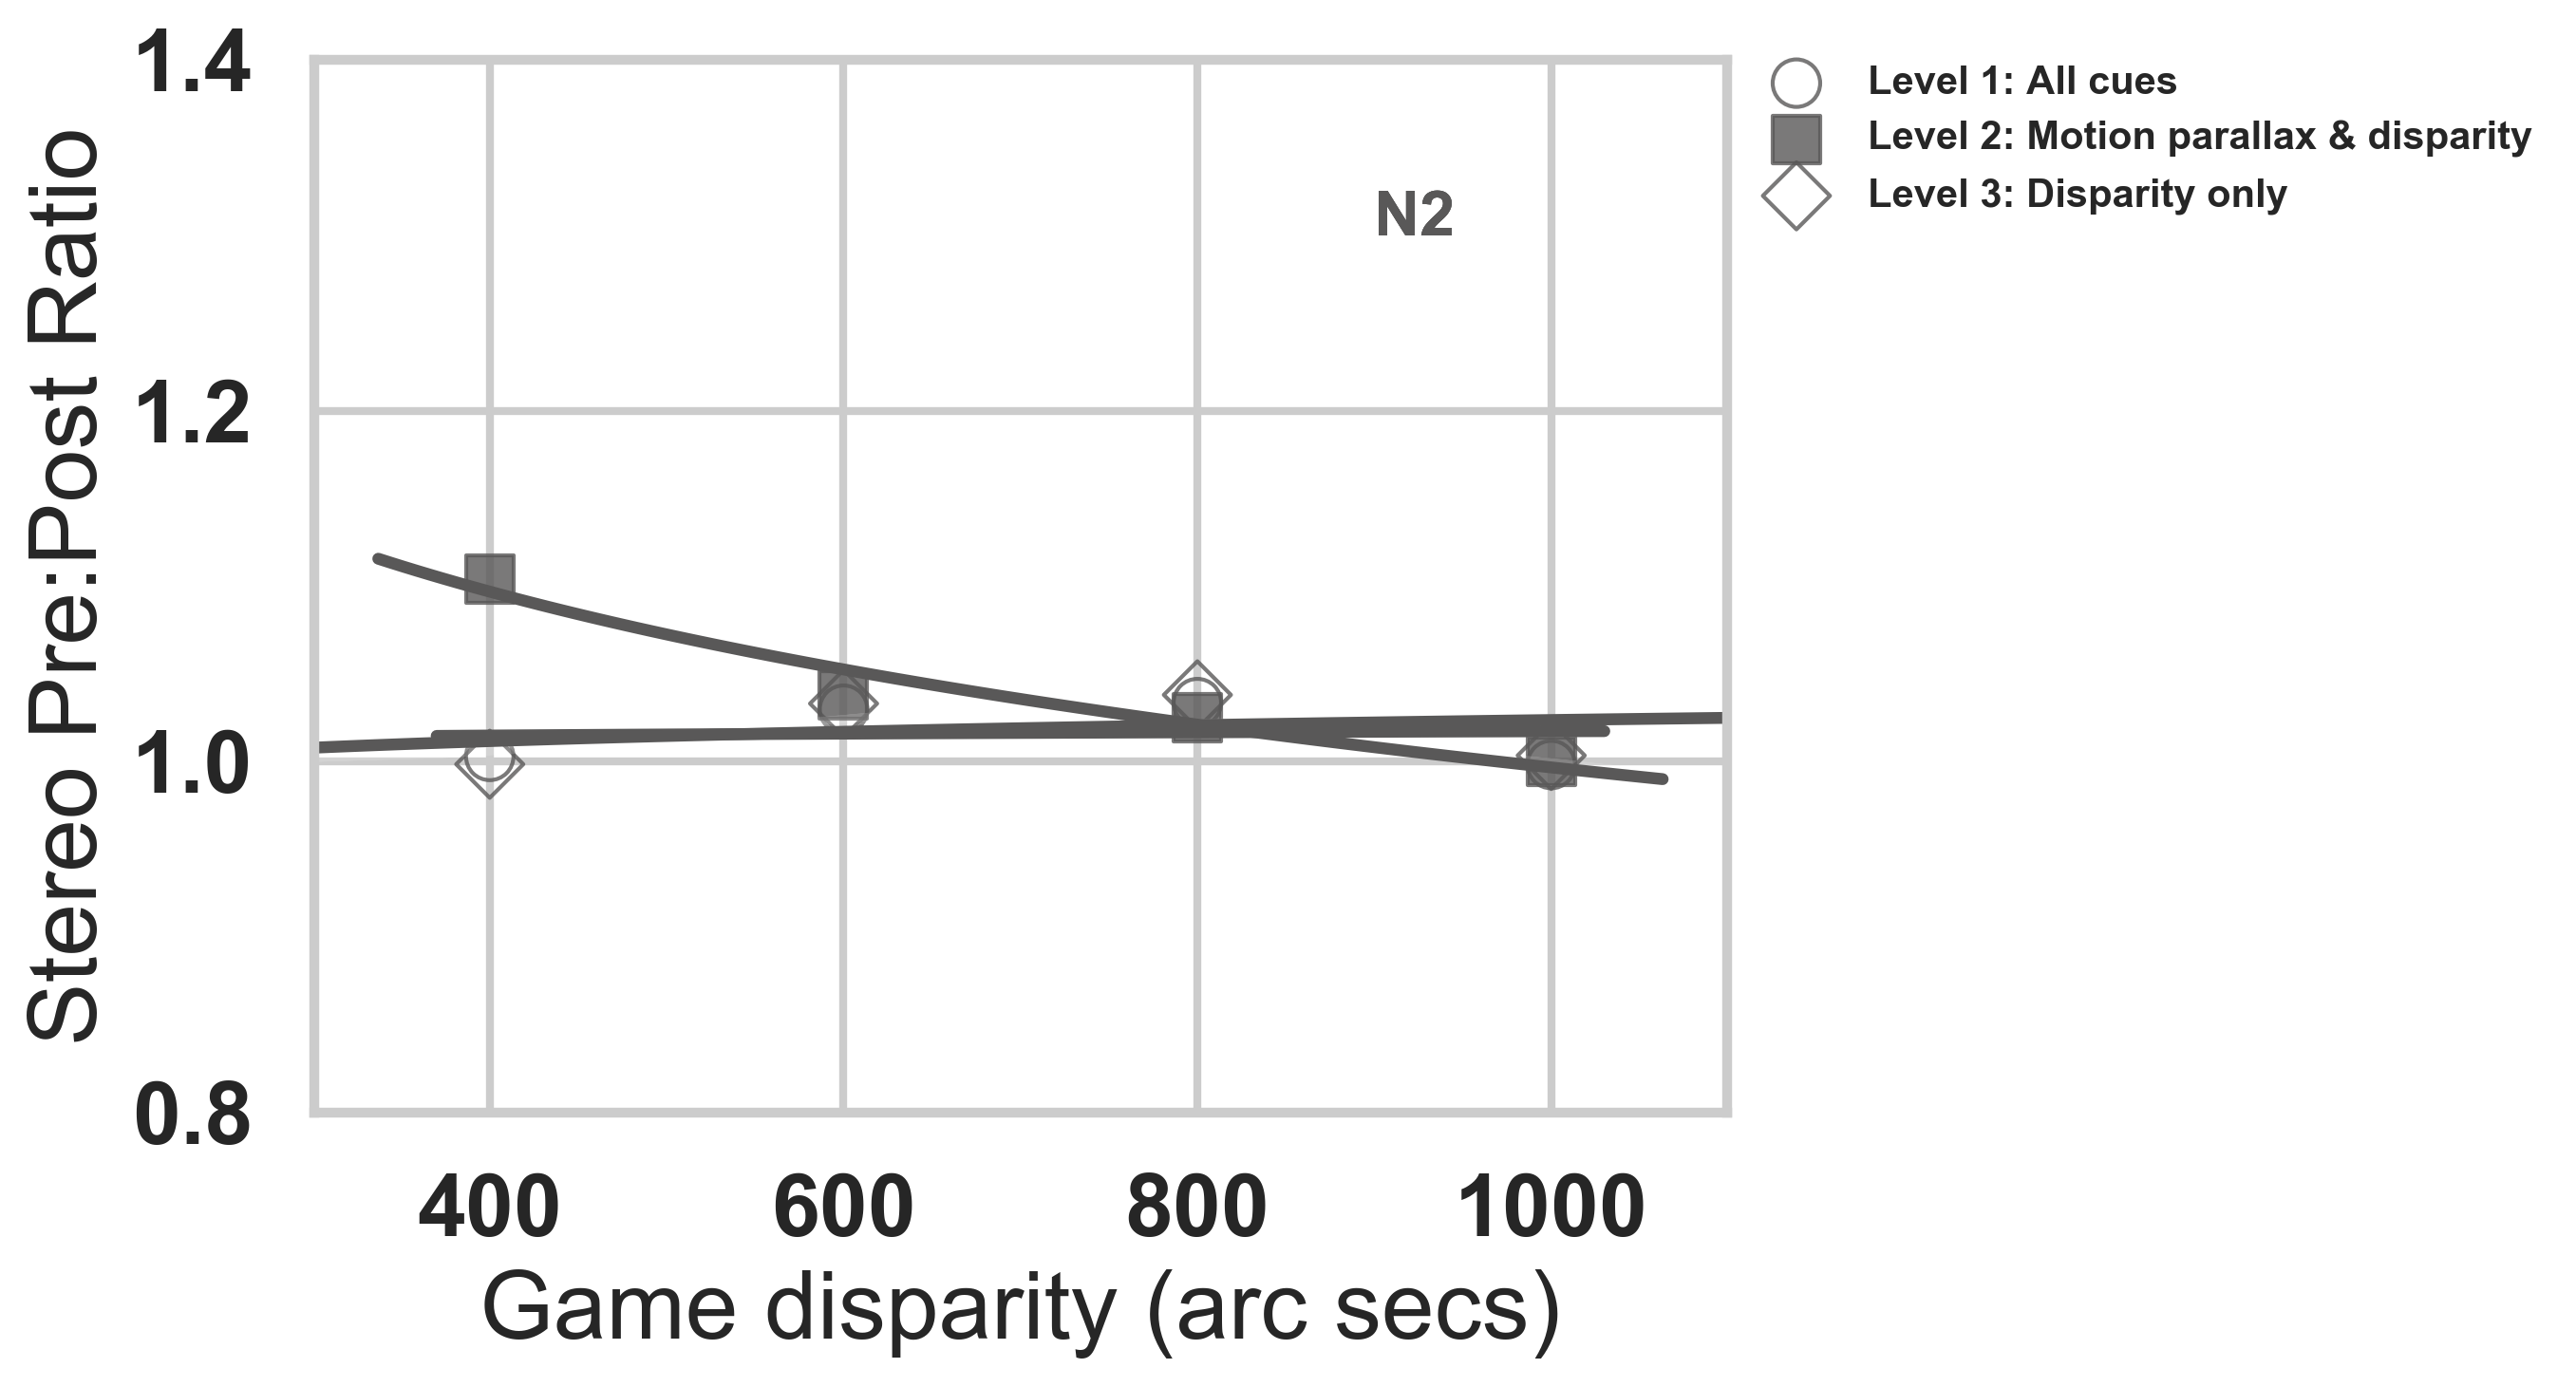 1.4
1.2
1.0
0.8
Stereo Pre:Post Ratio
N2
400 600 800 1000
Game disparity (arc secs)
Level 1: All cues
Level 2: Motion parallax & disparity
Level 3: Disparity only